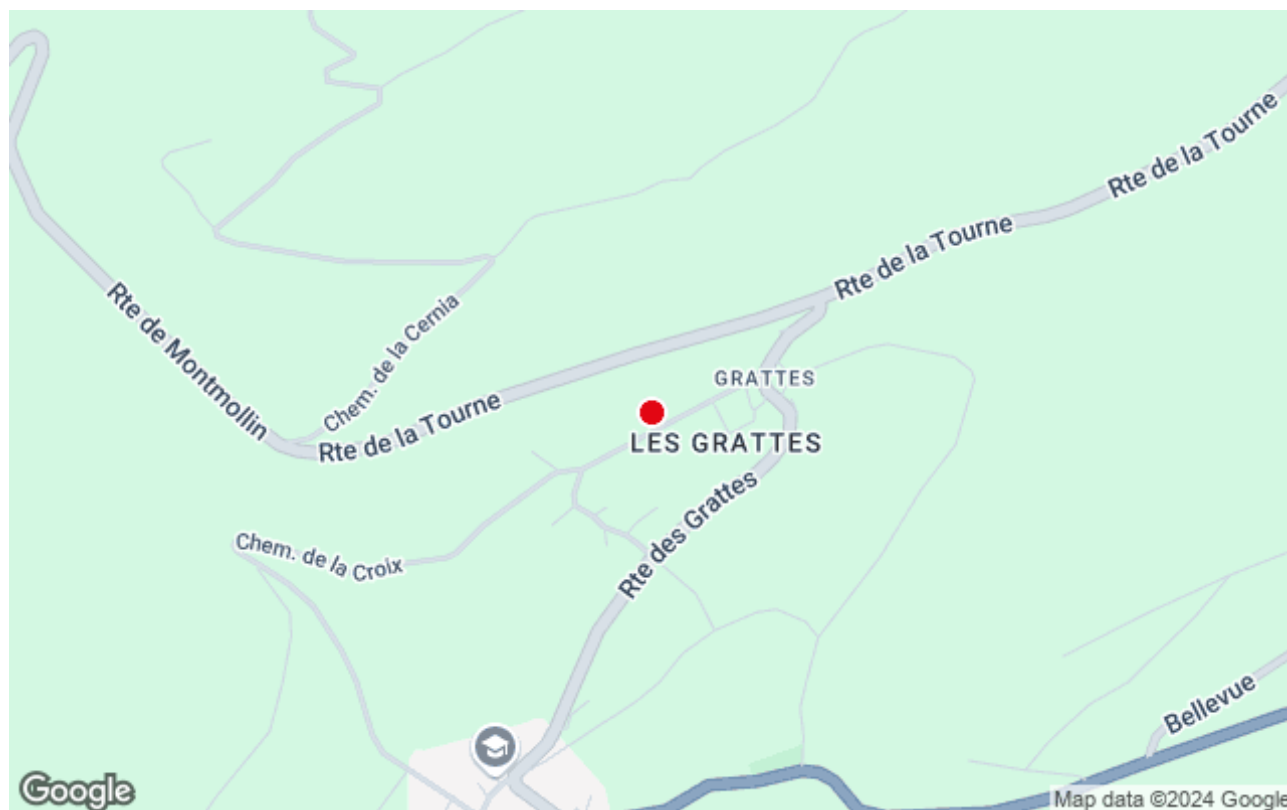 Rte de la Tourne
Rte de la Tourne
Rte de Montmollin
Chem. de la Cernia
GRATTES
Rte de la Tourne
LES GRATTES
Rte des Grattes
Chem. de la Croix
Bellevue
Google
Map data ©2024 Google